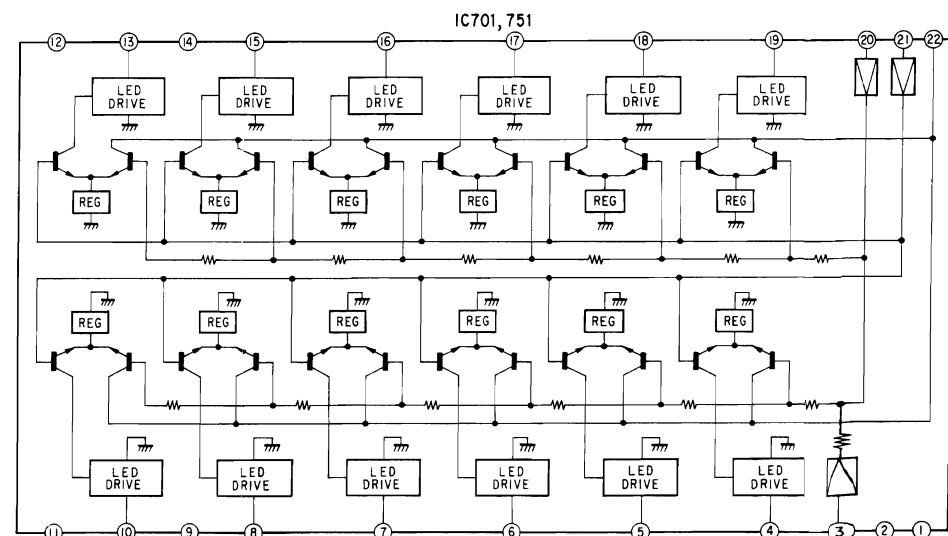 IC701,751
12 13 14 15 16 17 18 19 20 21 22
LED DRIVE LED DRIVE LED DRIVE LED DRIVE LED DRIVE LED DRIVE
REG REG REG REG REG REG
REG REG REG REG REG REG
LED DRIVE LED DRIVE LED DRIVE LED DRIVE LED DRIVE LED DRIVE
11 10 9 8 7 6 5 4 3 2 1